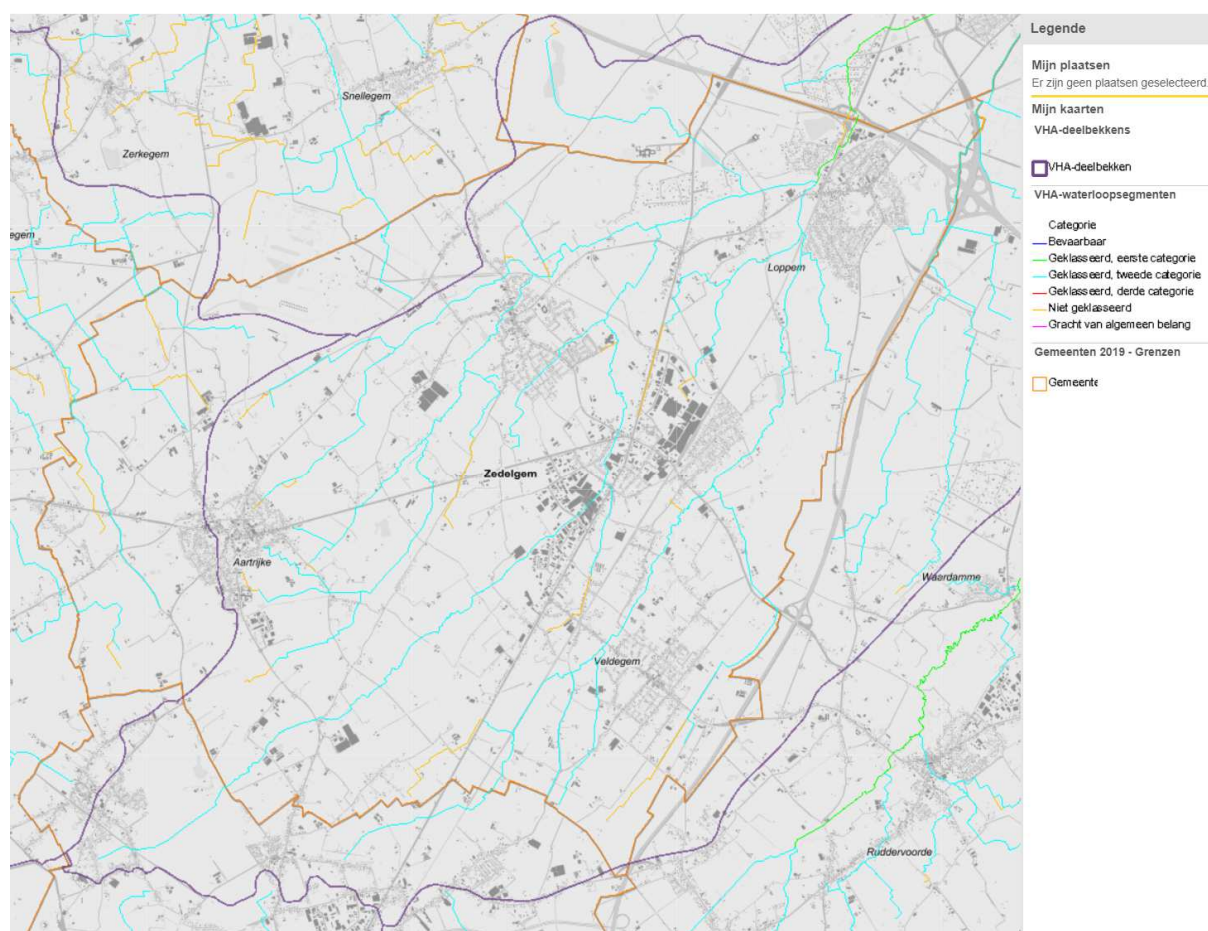 Legende
Mijn plaatsen
Er zijn geen plaatsen geselecteerd.
Mijn kaarten
VHA-deelbekkens
VHA-deelbekken
VHA-waterloopsegmenten
Categorie
Bevaarbaar
Geklasseerd, eerste categorie
Geklasseerd, tweede categorie
Geklasseerd, derde categorie
Niet geklasseerd
Gracht van algemeen belang
Gemeenten 2019 - Grenzen
Gemeente
Snellegem
Zerkegem
egem
Loppem
Zedelgem
Aartrijke
Waardamme
Veldegem
Ruddervoorde